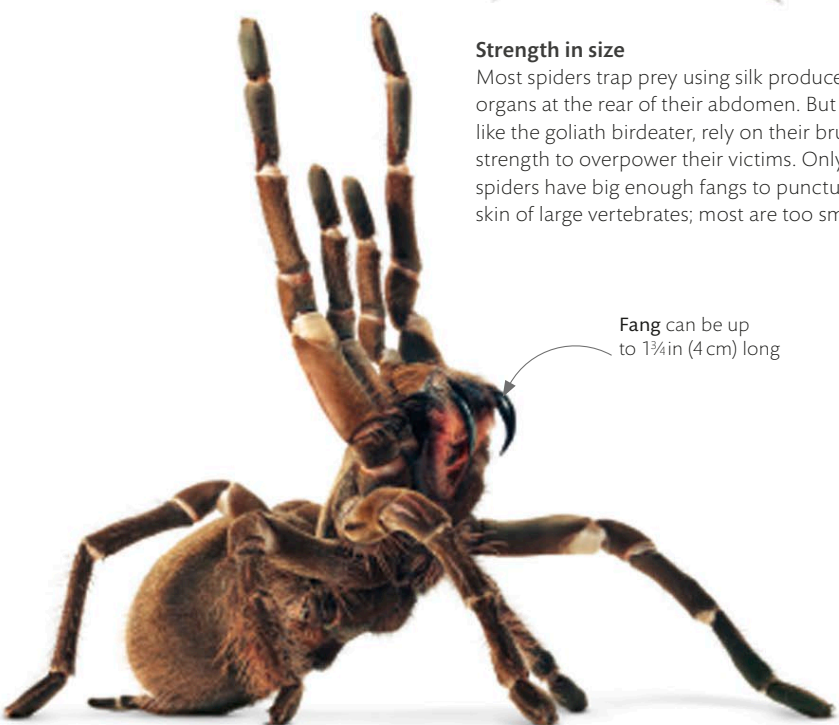 Strength in size
Most spiders trap prey using silk produce
organs at the rear of their abdomen. But
like the goliath birdeater, rely on their bru
strength to overpower their victims. Only
spiders have big enough fangs to punctu
skin of large vertebrates; most are too sm
Fang can be up
to 1¾in (4 cm) long